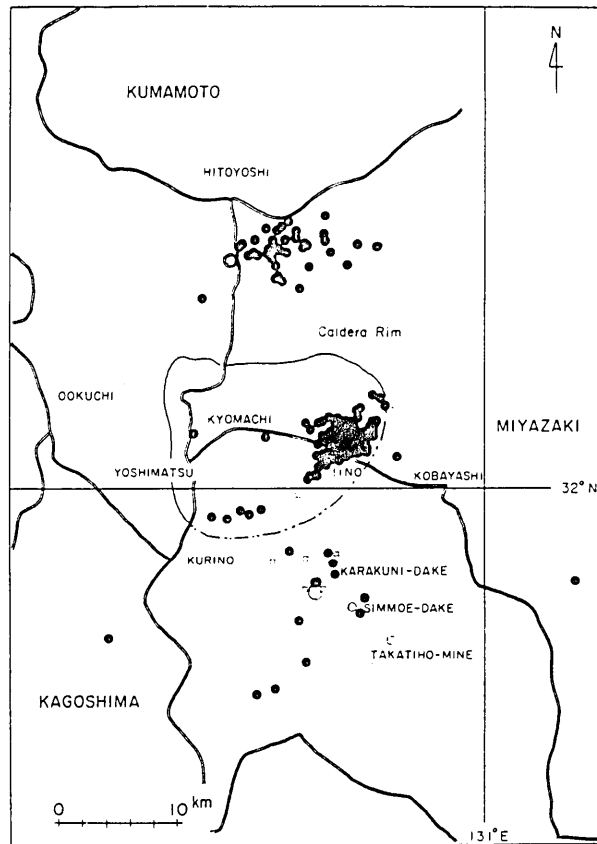 N
KUMAMOTO
HITOYOSHI
Caldera Rim
OOKUCHI
KYOMACHI
MIYAZAKI
YOSHIMATSU
IINO
KOBAYASHI
32° N
KURINO
KARAKUNI-DAKE
SIMMOE-DAKE
TAKATIHO-MINE
KAGOSHIMA
0 10 km
131° E